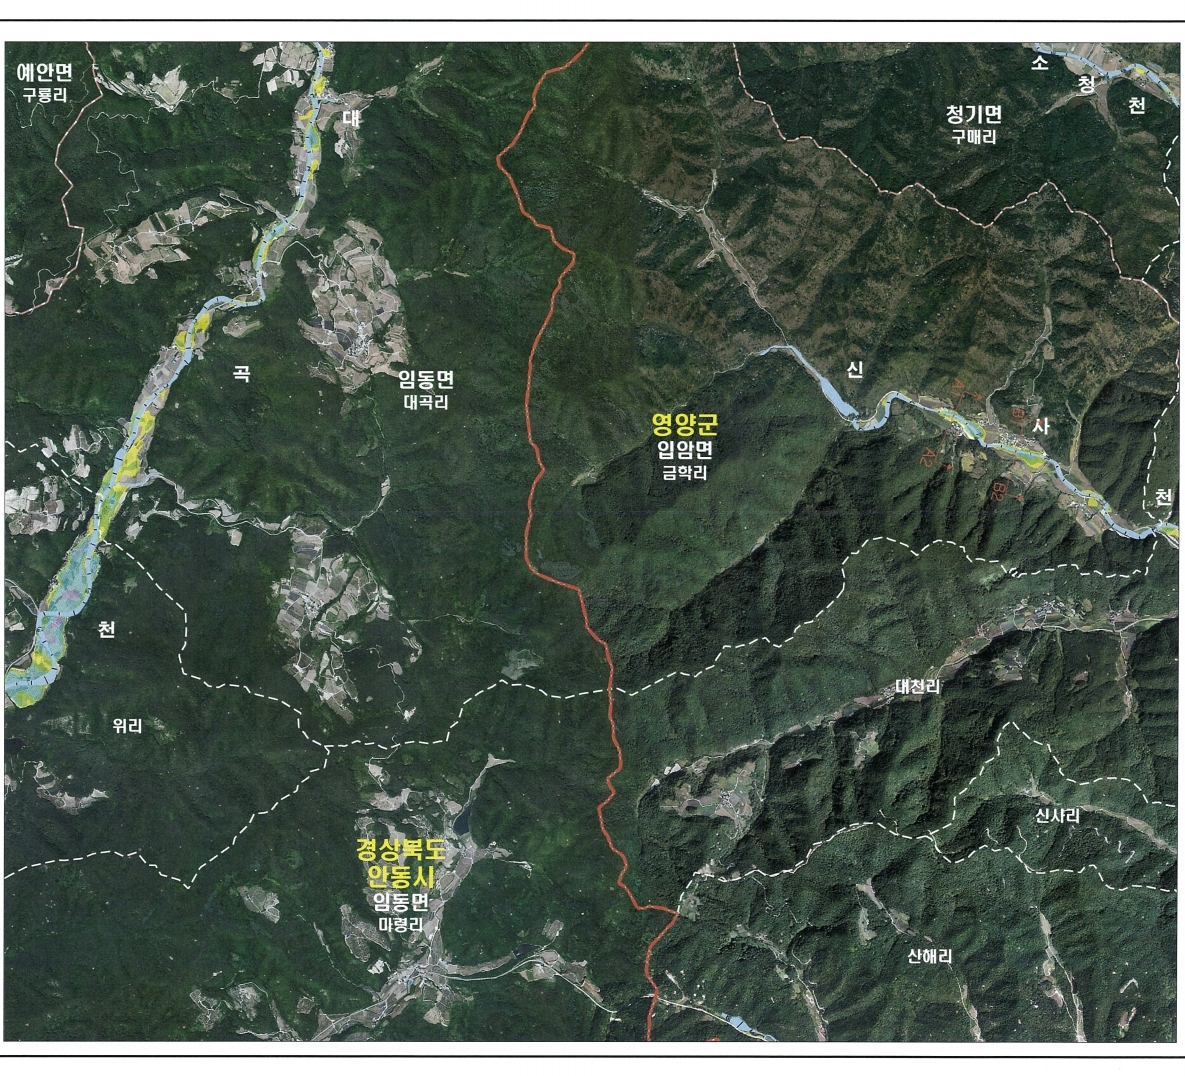 예안면
구룡리
대
소
청
천
청기면
구매리
곡
임동면
대곡리
신
영양군
입암면
금학리
사
A2
B2
천
천
대천리
위리
신사리
경상북도
안동시
임동면
마령리
산해리